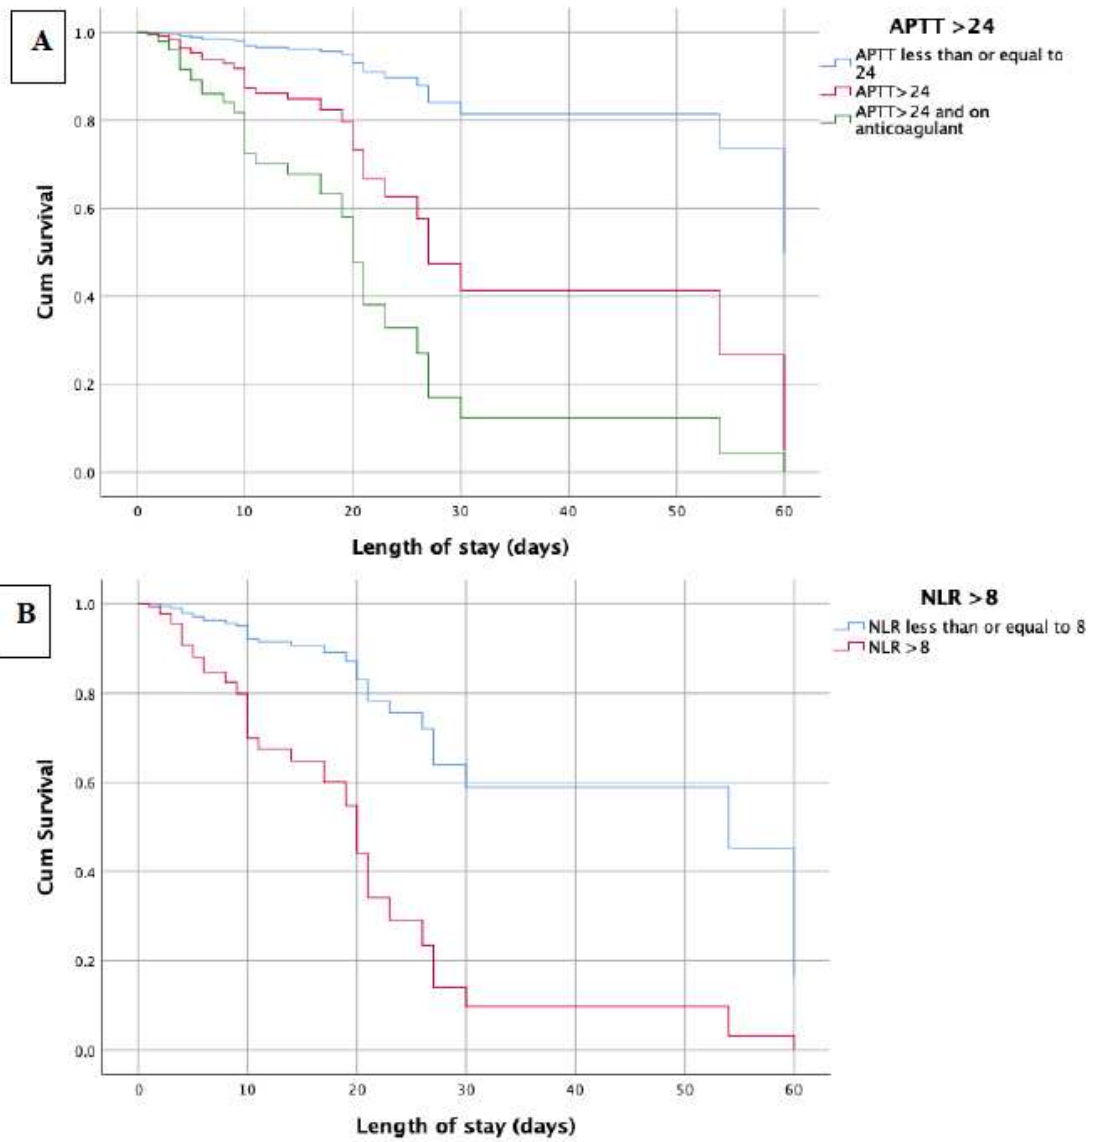 A
APTT >24
APTT less than or equal to
24
APTT>24
APTT>24 and on
anticoagulant
1.0
0.8
0.6
0.4
0.2
0.0
Cum Survival
0 10 20 30 40 50 60
Length of stay (days)
B
NLR >8
NLR less than or equal to 8
NLR >8
1.0
0.8
0.6
0.4
0.2
0.0
Cum Survival
0 10 20 30 40 50 60
Length of stay (days)